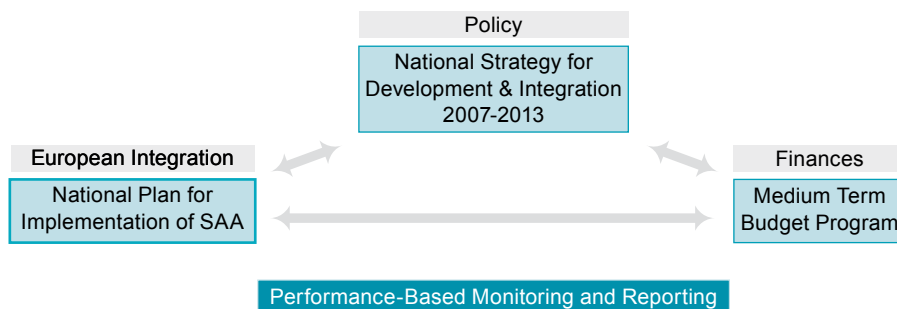 Policy
National Strategy for
Development & Integration
2007-2013
European Integration
National Plan for
Implementation of SAA
Finances
Medium Term
Budget Program
Performance-Based Monitoring and Reporting